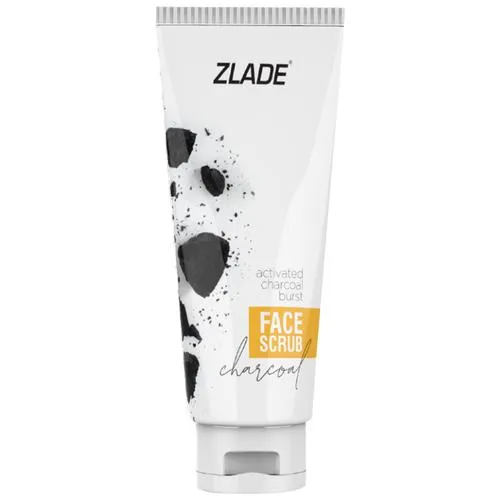 ZLADE®
activated
charcoal
burst
FACE
SCRUB
charcoal